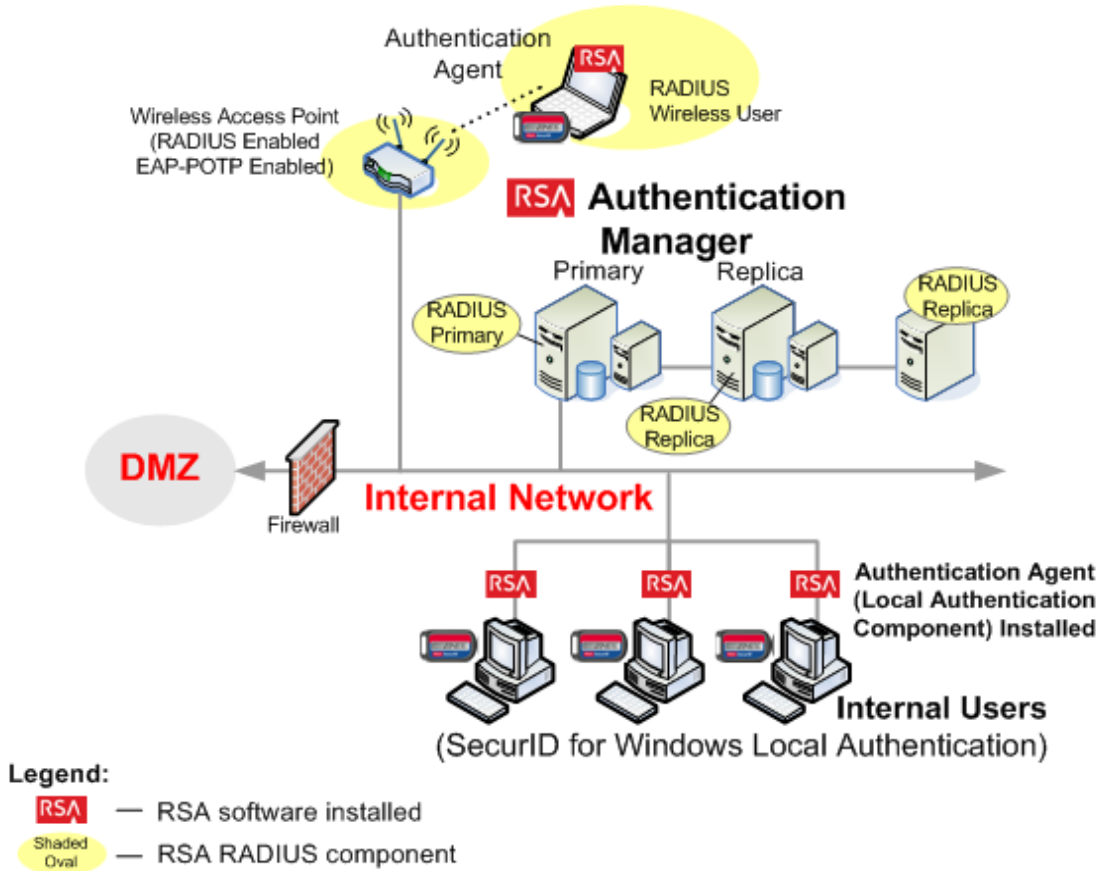 Authentication
Agent
RSA
RADIUS
Wireless User
Wireless Access Point
(RADIUS Enabled
EAP-POTP Enabled)
RSA Authentication
Manager
Primary
Replica
RADIUS
Primary
RADIUS
Replica
RADIUS
Replica
DMZ
Firewall
Internal Network
RSA
RSA
RSA
Authentication Agent
(Local Authentication
Component) Installed
Internal Users
(SecurID for Windows Local Authentication)
Legend:
RSA — RSA software installed
Shaded
Oval
— RSA RADIUS component